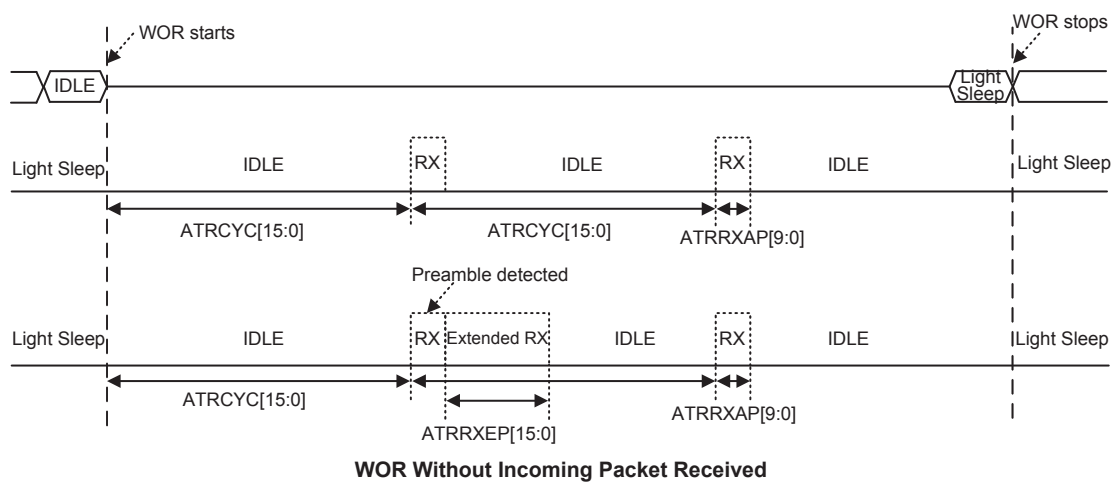 WOR starts
WOR stops
IDLE
Light
Sleep
Light Sleep
IDLE
RX
IDLE
RX
IDLE
Light Sleep
ATRCYC[15:0]
ATRCYC[15:0]
ATRRXAP[9:0]
Preamble detected
Light Sleep
IDLE
RX
Extended RX
IDLE
RX
IDLE
Light Sleep
ATRCYC[15:0]
ATRRXAP[9:0]
ATRRXEP[15:0]
WOR Without Incoming Packet Received